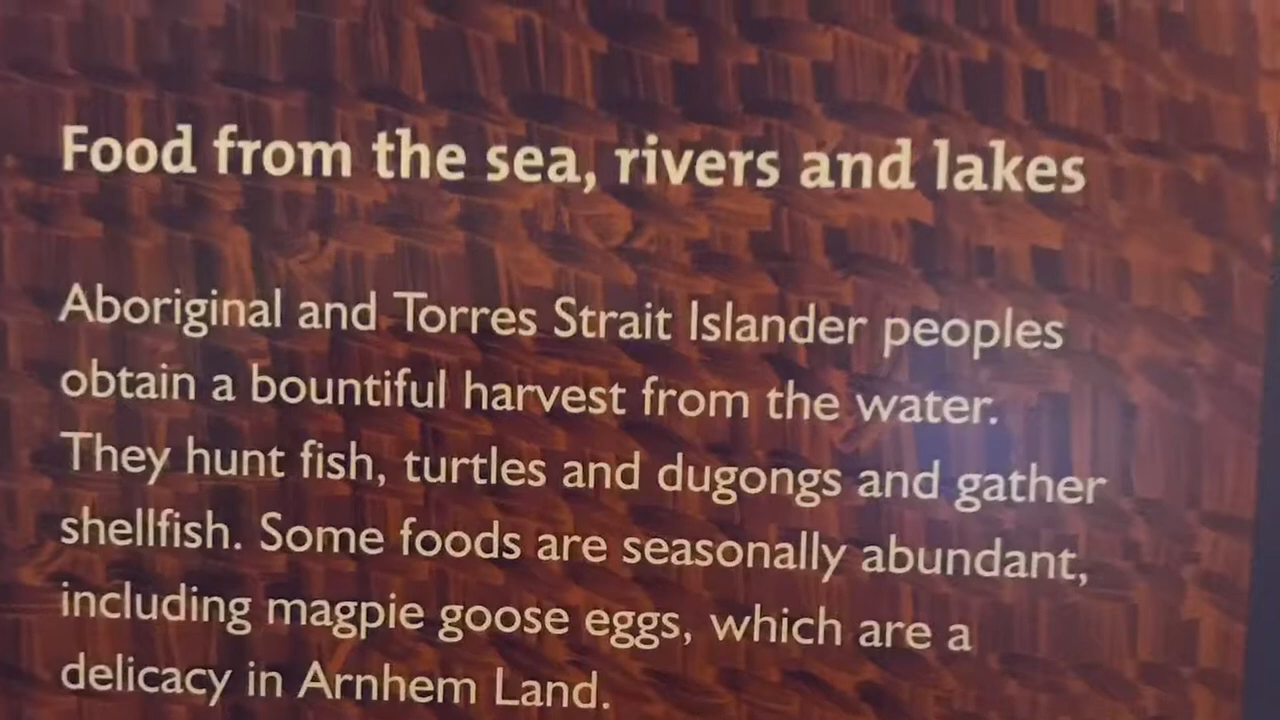 Food from the sea, rivers and lakes
Aboriginal and Torres Strait Islander peoples
obtain a bountiful harvest from the water.
They hunt fish, turtles and dugongs and gather
shellfish. Some foods are seasonally abundant,
including magpie goose eggs, which are a
delicacy in Arnhem Land.